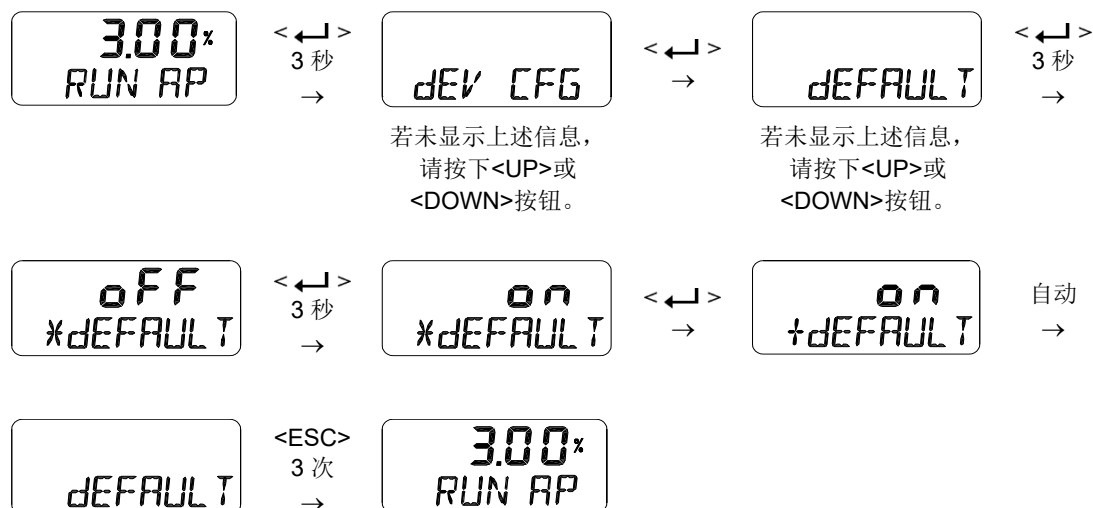 3.00% < ↵ > < ↵ >
RUN AP 3 秒 dEV CFG < ↵ > dEFAULT 3 秒
→ → →
若未显示上述信息， 若未显示上述信息，
请按下<UP>或 请按下<UP>或
<DOWN>按钮。 <DOWN>按钮。
oFF < ↵ > on < ↵ > on 自动
*dEFAULT 3 秒 *dEFAULT → +dEFAULT →
→
<ESC> 3.00%
dEFAULT 3 次 RUN AP
→